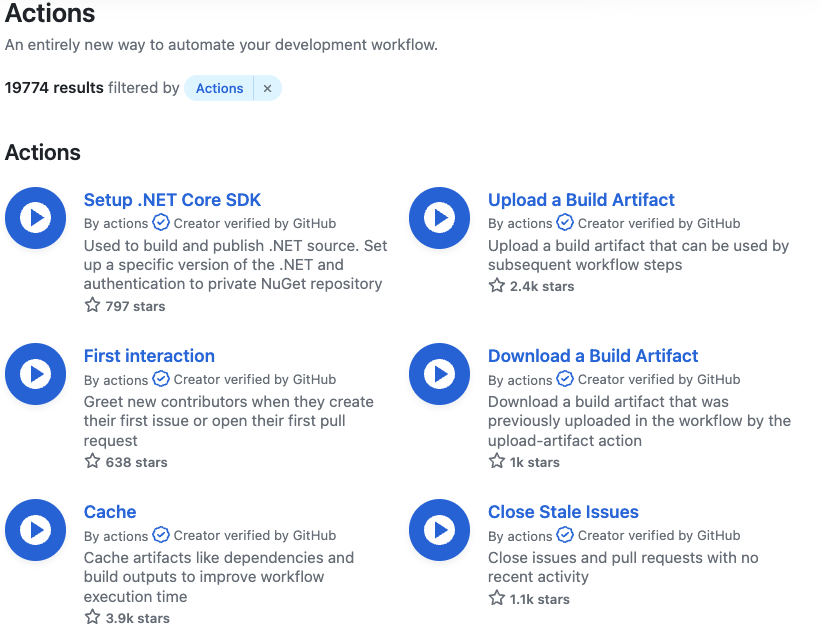 Actions
An entirely new way to automate your development workflow.
19774 results filtered by Actions ×
Actions
Setup .NET Core SDK
By actions Creator verified by GitHub
Used to build and publish .NET source. Set
up a specific version of the .NET and
authentication to private NuGet repository
797 stars
Upload a Build Artifact
By actions Creator verified by GitHub
Upload a build artifact that can be used by
subsequent workflow steps
2.4k stars
First interaction
By actions Creator verified by GitHub
Greet new contributors when they create
their first issue or open their first pull
request
638 stars
Download a Build Artifact
By actions Creator verified by GitHub
Download a build artifact that was
previously uploaded in the workflow by the
upload-artifact action
1k stars
Cache
By actions Creator verified by GitHub
Cache artifacts like dependencies and
build outputs to improve workflow
execution time
3.9k stars
Close Stale Issues
By actions Creator verified by GitHub
Close issues and pull requests with no
recent activity
1.1k stars